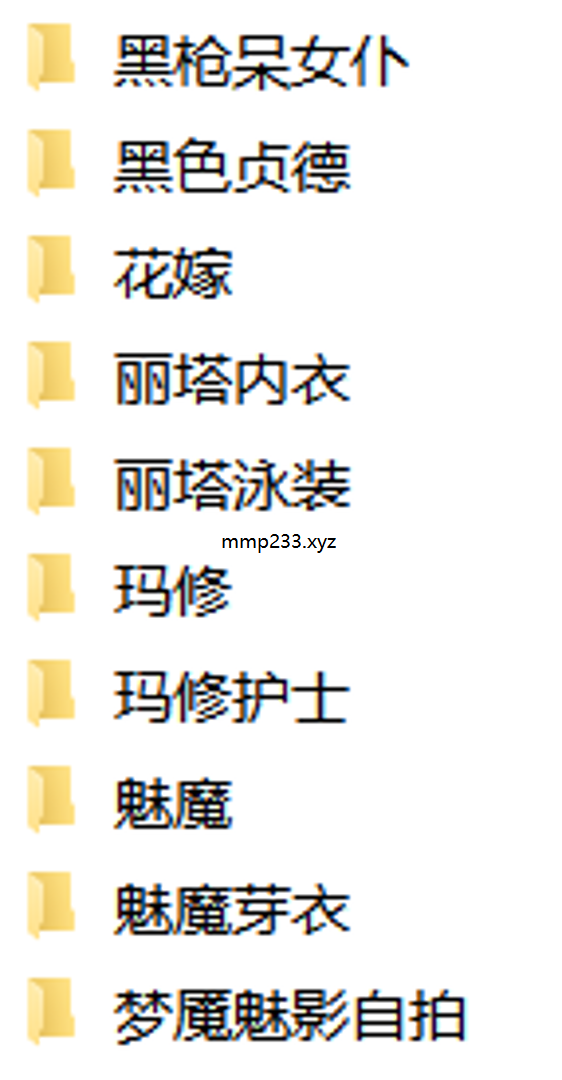 黑枪呆女仆
黑色贞德
花嫁
丽塔内衣
丽塔泳装
mmp233.xyz
玛修
玛修护士
魅魔
魅魔芽衣
梦魇魅影自拍